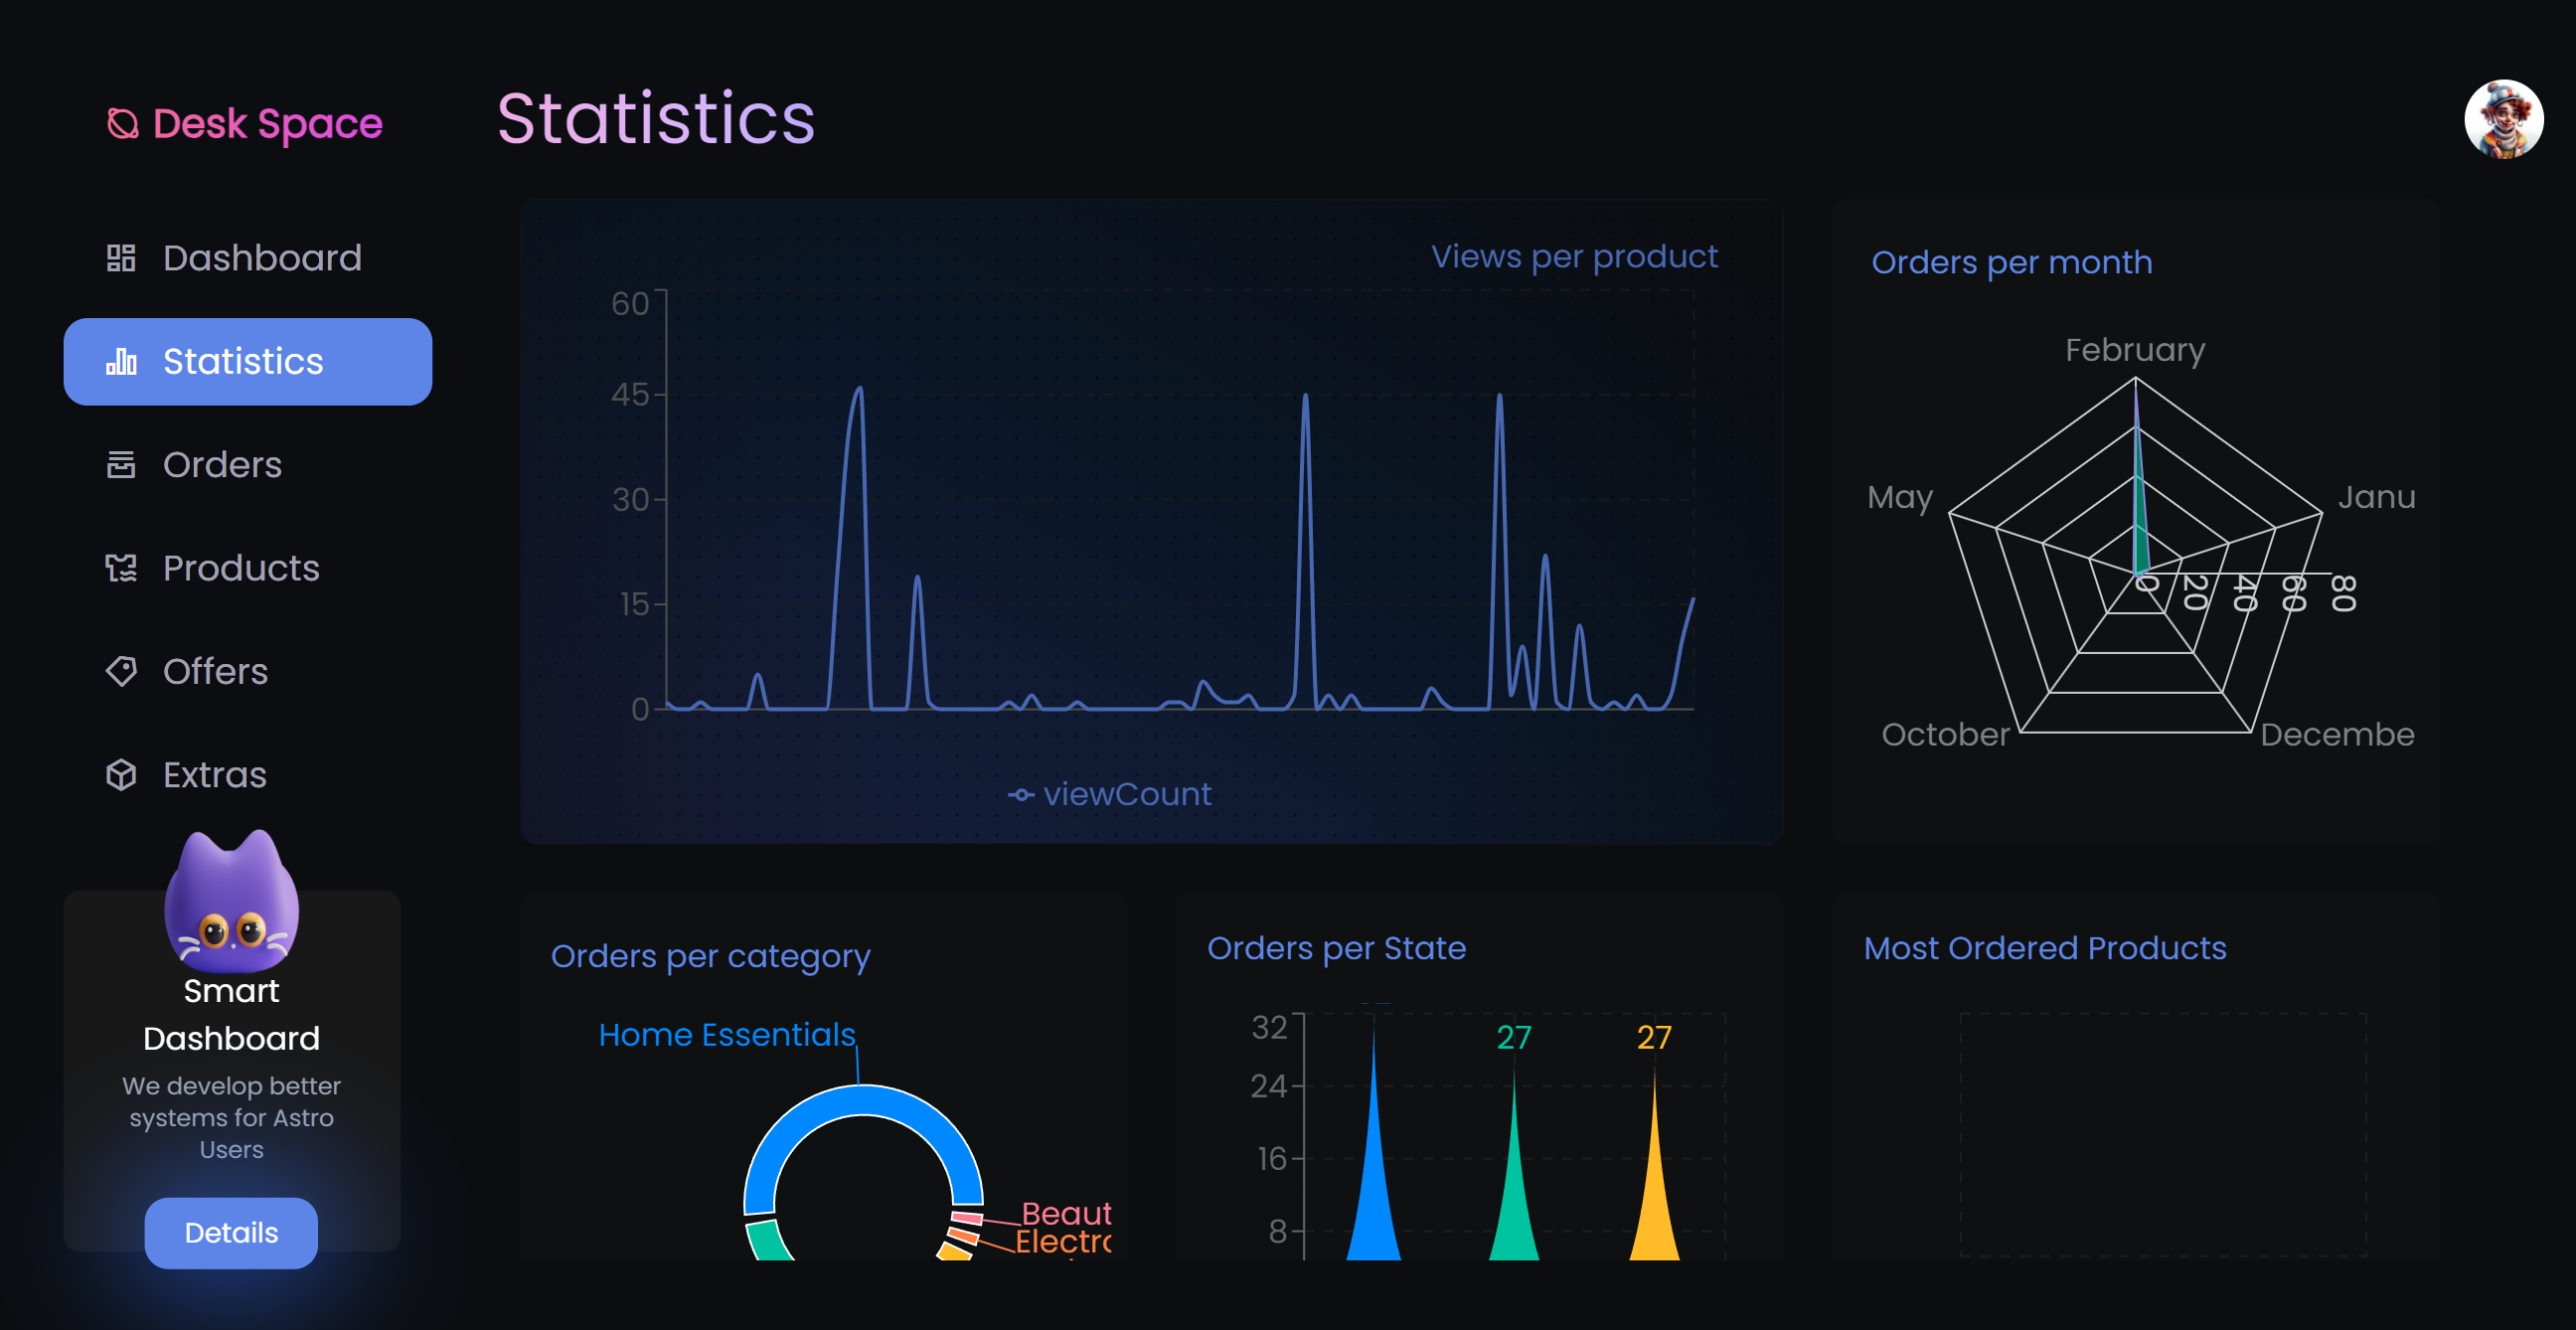 Desk Space
Statistics
Dashboard
Statistics
Orders
Products
Offers
Extras
Smart
Dashboard
We develop better
systems for Astro
Users
Details
Views per product
60
45
30
15
0
viewCount
Orders per month
February
May
Janu
0
20
40
60
80
October
Decembe
Orders per category
Home Essentials
Beaut
Electro
Orders per State
32
27
27
24
16
8
Most Ordered Products